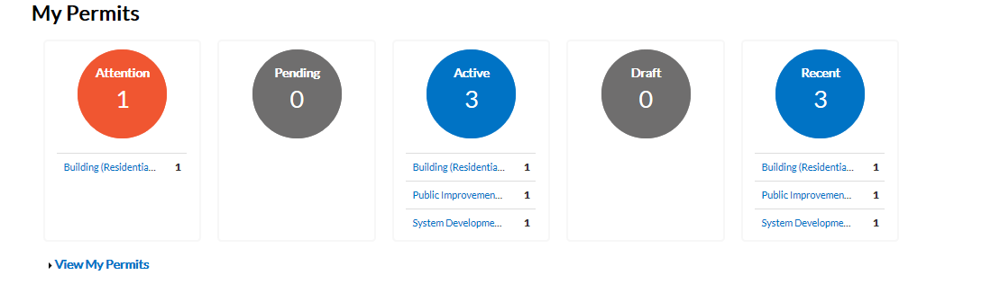 My Permits
Attention
1
Building (Residentia... 1
Pending
0
Active
3
Building (Residentia... 1
Public Improvemen... 1
System Developme... 1
Draft
0
Recent
3
Building (Residentia... 1
Public Improvemen... 1
System Developme... 1
View My Permits